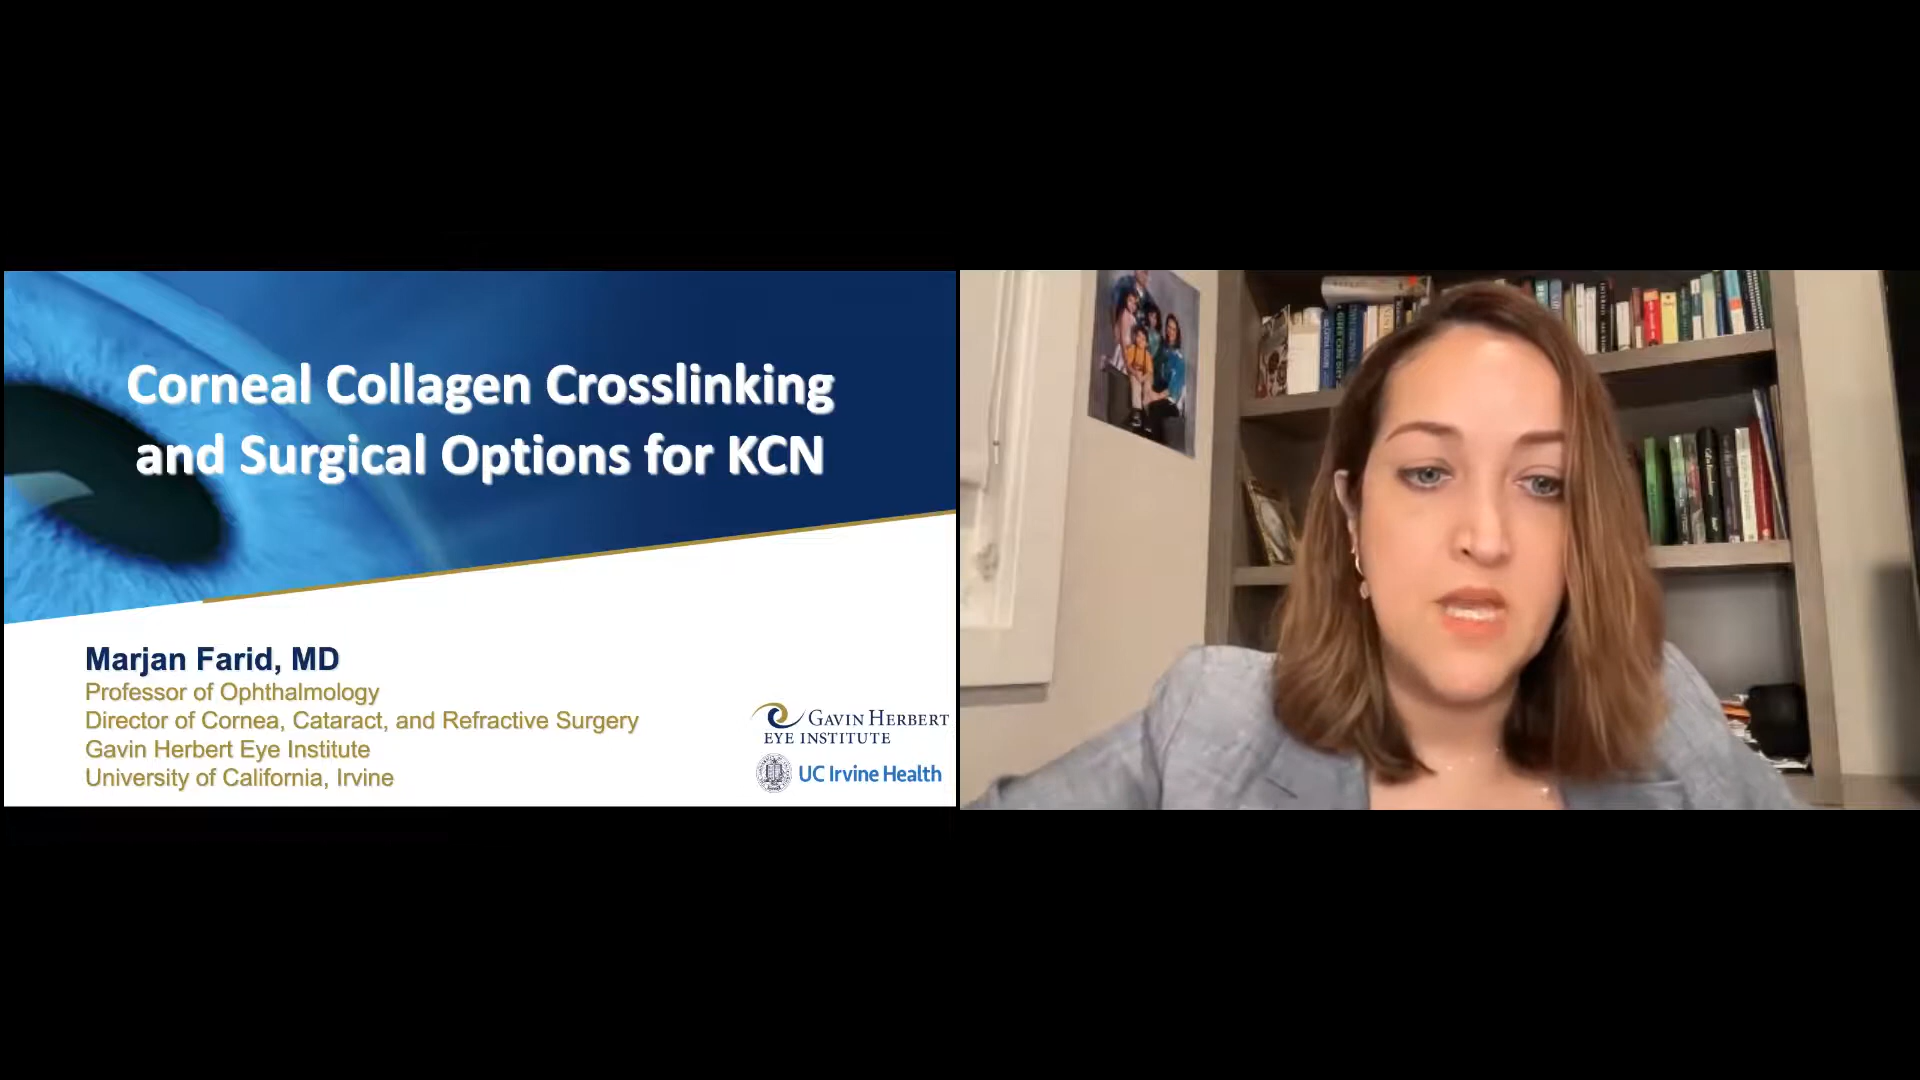 Corneal Collagen Crosslinking
and Surgical Options for KCN
Marjan Farid, MD
Professor of Ophthalmology
Director of Cornea, Cataract, and Refractive Surgery
Gavin Herbert Eye Institute
University of California, Irvine
GAVIN HERBERT
EYE INSTITUTE
UC Irvine Health